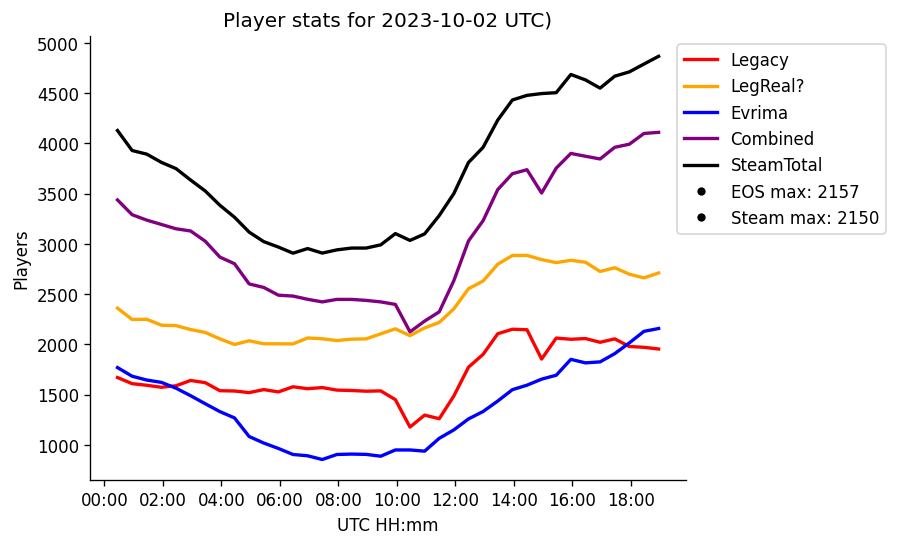 Player stats for 2023-10-02 UTC)
5000
4500
4000
3500
3000
2500
2000
1500
1000
Players
00:00 02:00 04:00 06:00 08:00 10:00 12:00 14:00 16:00 18:00
UTC HH:mm
Legacy
LegReal?
Evrima
Combined
SteamTotal
EOS max: 2157
Steam max: 2150